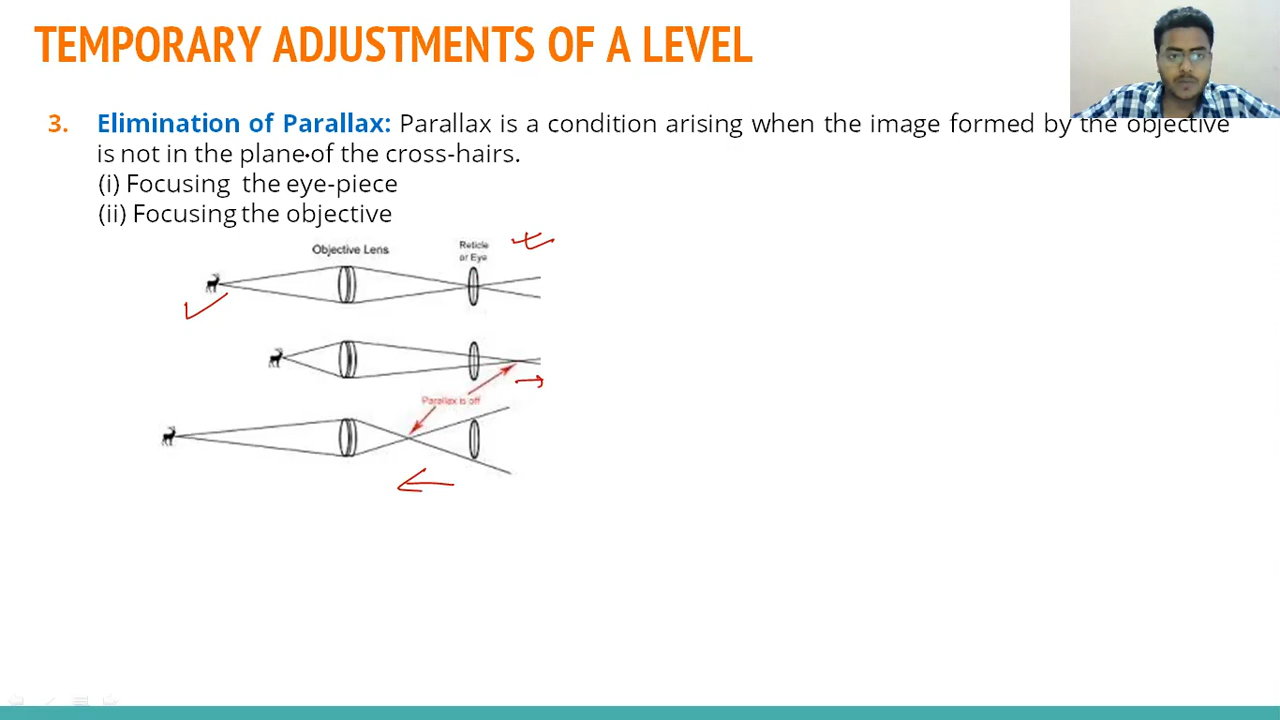 TEMPORARY ADJUSTMENTS OF A LEVEL
3. Elimination of Parallax: Parallax is a condition arising when the image formed by the objective
is not in the plane of the cross-hairs.
(i) Focusing the eye-piece
(ii) Focusing the objective
Objective Lens
Reticle
or Eye
Parallax is off